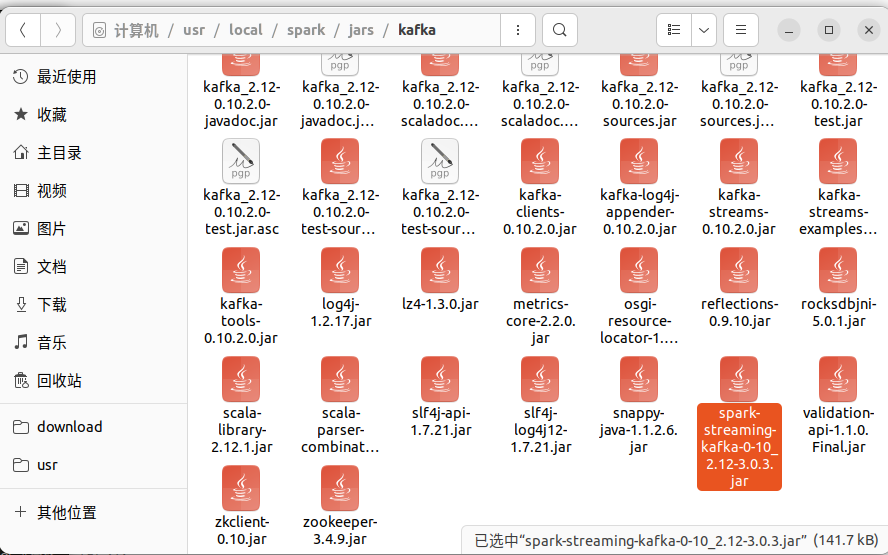 计算机 / usr / local / spark / jars / kafka
最近使用
收藏
主目录
视频
图片
文档
下载
音乐
回收站
download
usr
其他位置
kafka_2.12-
0.10.2.0-
javadoc.jar
kafka_2.12-
0.10.2.0-
javadoc.j…
kafka_2.12-
0.10.2.0-
scaladoc.…
kafka_2.12-
0.10.2.0-
scaladoc.…
kafka_2.12-
0.10.2.0-
sources.jar
kafka_2.12-
0.10.2.0-
sources.j…
kafka_2.12-
0.10.2.0-
test.jar
pgp
pgp
pgp
pgp
kafka_2.12-
0.10.2.0-
test.jar.asc
kafka_2.12-
0.10.2.0-
test-sour…
pgp
kafka_2.12-
0.10.2.0-
test-sour…
kafka-
clients-
0.10.2.0.jar
kafka-log4j-
appender-
0.10.2.0.jar
kafka-
streams-
0.10.2.0.jar
kafka-
streams-
examples…
kafka-
tools-
0.10.2.0.jar
log4j-
1.2.17.jar
lz4-1.3.0.jar
metrics-
core-2.2.0.
jar
osgi-
resource-
locator-1.…
reflections-
0.9.10.jar
rocksdbjni-
5.0.1.jar
scala-
library-
2.12.1.jar
scala-
parser-
combinat…
slf4j-api-
1.7.21.jar
slf4j-
log4j12-
1.7.21.jar
snappy-
java-1.1.2.6.
jar
spark-
streaming-
kafka-0-10_
2.12-3.0.3.
jar
validation-
api-1.1.0.
Final.jar
zkclient-
0.10.jar
zookeeper-
3.4.9.jar
已选中“spark-streaming-kafka-0-10_2.12-3.0.3.jar” (141.7 kB)